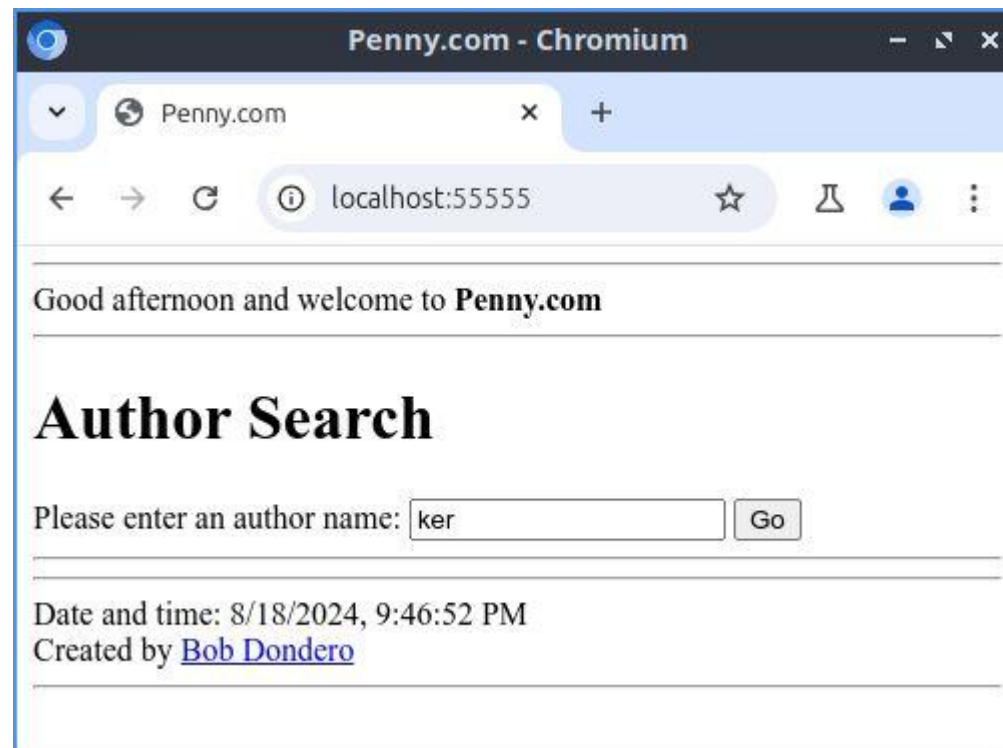 Penny.com - Chromium
Penny.com
localhost:55555
Good afternoon and welcome to Penny.com
Author Search
Please enter an author name: ker Go
Date and time: 8/18/2024, 9:46:52 PM
Created by Bob Dondero